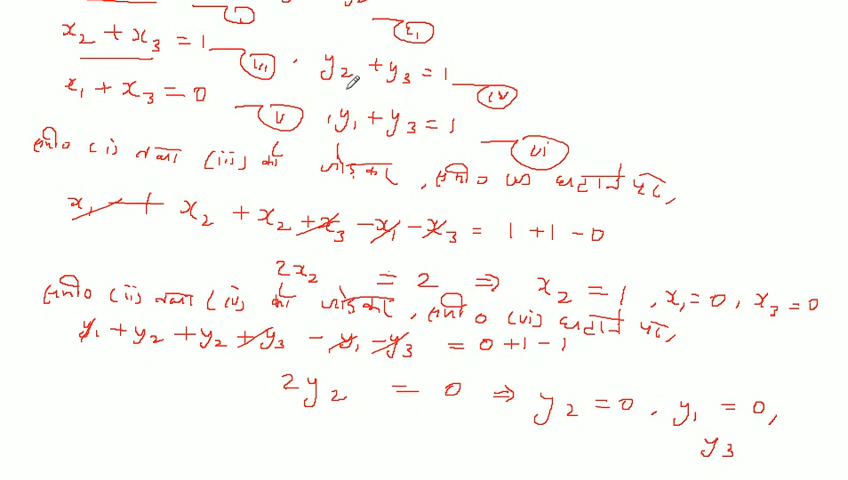 (i)
(ii)
x₂ + x₃ = 1 (iii) , y₂ + y₃ = 1 (iv)
x₁ + x₃ = 0 (v) , y₁ + y₃ = 1 (vi)
समी० (i) तथा (iii) को जोड़कर, समी० (v) घटाने पर,
x₁ + x₂ + x₂ + x₃ - x₁ - x₃ = 1 + 1 - 0
2x₂ = 2 ⇒ x₂ = 1, x₁ = 0, x₃ = 0
समी० (ii) तथा (iv) को जोड़कर, समी० (vi) घटाने पर,
y₁ + y₂ + y₂ + y₃ - y₁ - y₃ = 0 + 1 - 1
2y₂ = 0 ⇒ y₂ = 0, y₁ = 0,
y₃